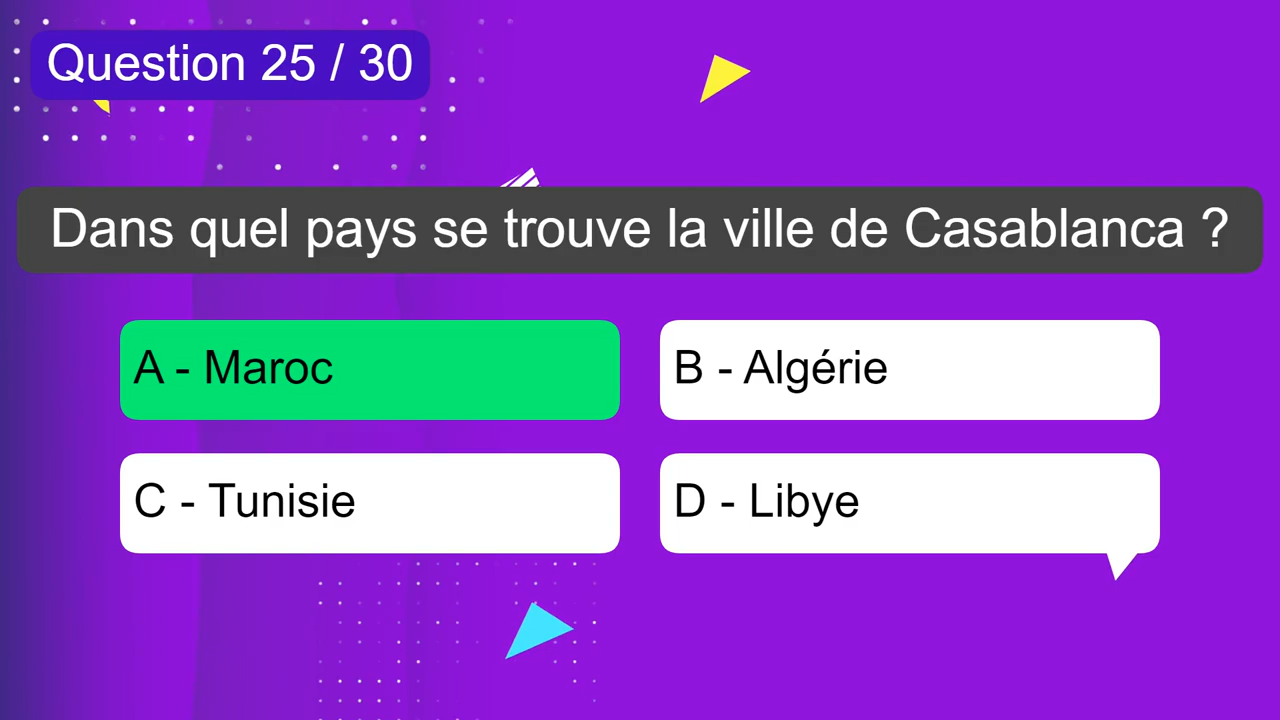 Question 25 / 30
Dans quel pays se trouve la ville de Casablanca ?
A - Maroc
B - Algérie
C - Tunisie
D - Libye